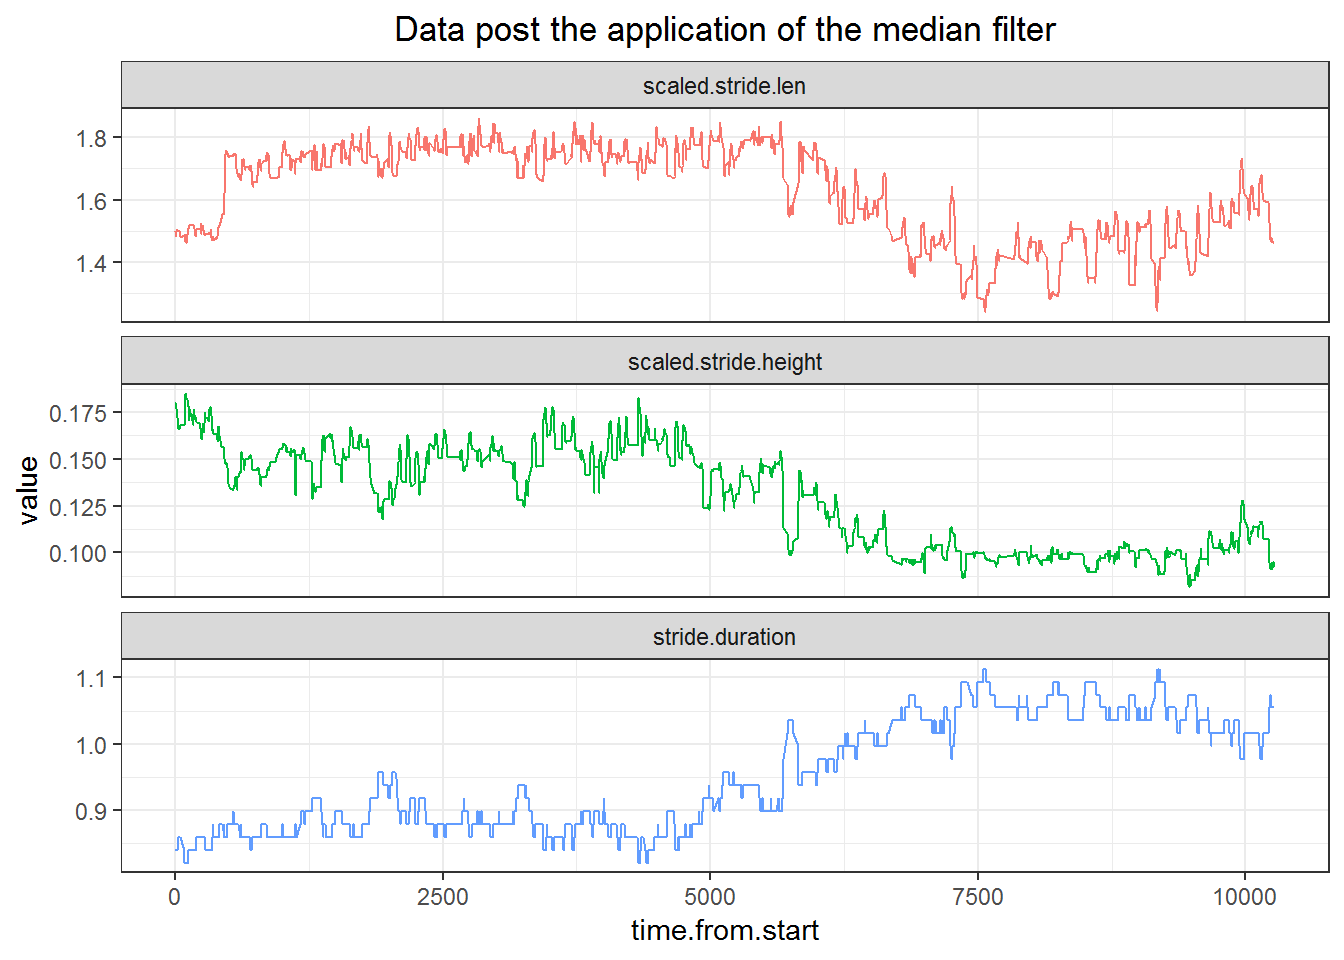 Data post the application of the median filter
scaled.stride.len
1.8
1.6
1.4
scaled.stride.height
0.175
0.150
0.125
0.100
value
stride.duration
1.1
1.0
0.9
0 2500 5000 7500 10000
time.from.start